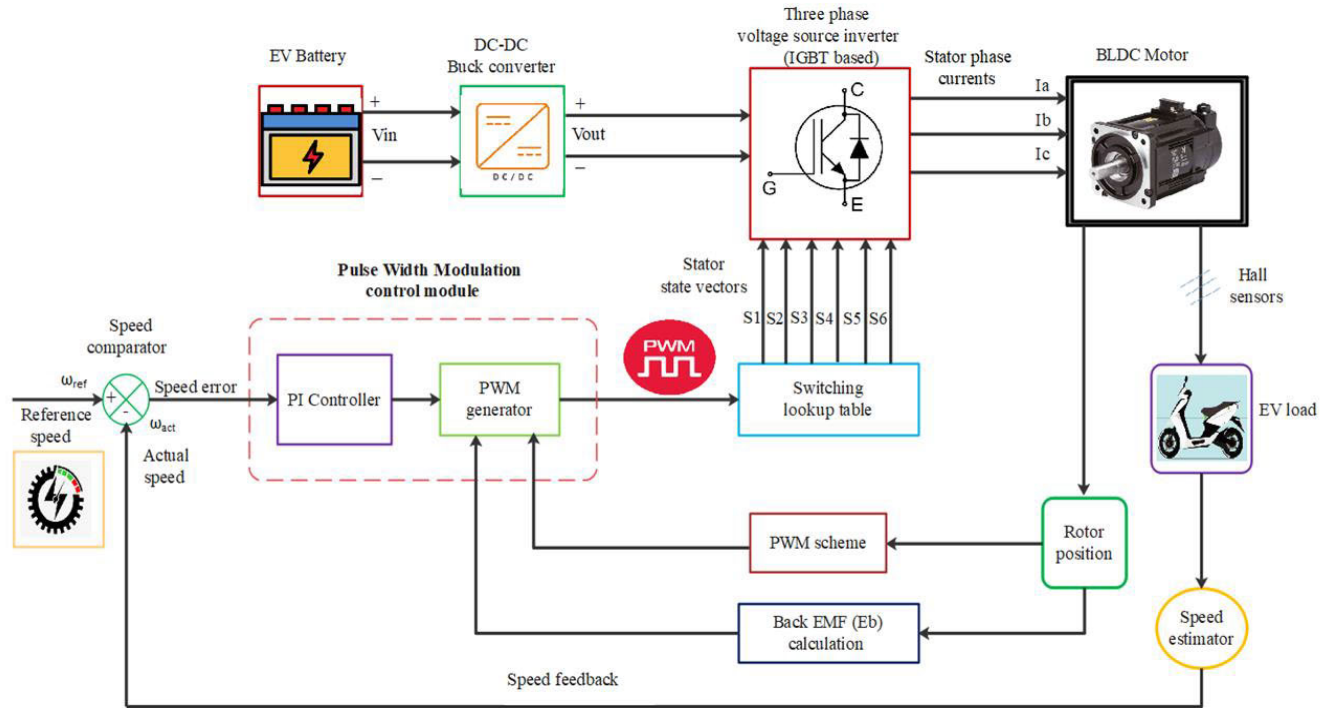 Three phase
voltage source inverter
(IGBT based)
DC-DC
Buck converter
EV Battery
Stator phase
currents
BLDC Motor
+
Vin
−
+
Vout
−
DC/DC
C
G
E
Ia
Ib
Ic
Pulse Width Modulation
control module
Stator
state vectors
S1
S2
S3
S4
S5
S6
Hall
sensors
Speed
comparator
ωref
+
-
Speed error
ωact
Reference
speed
Actual
speed
PI Controller
PWM
generator
PWM
Switching
lookup table
EV load
PWM scheme
Rotor
position
Back EMF (Eb)
calculation
Speed
estimator
Speed feedback